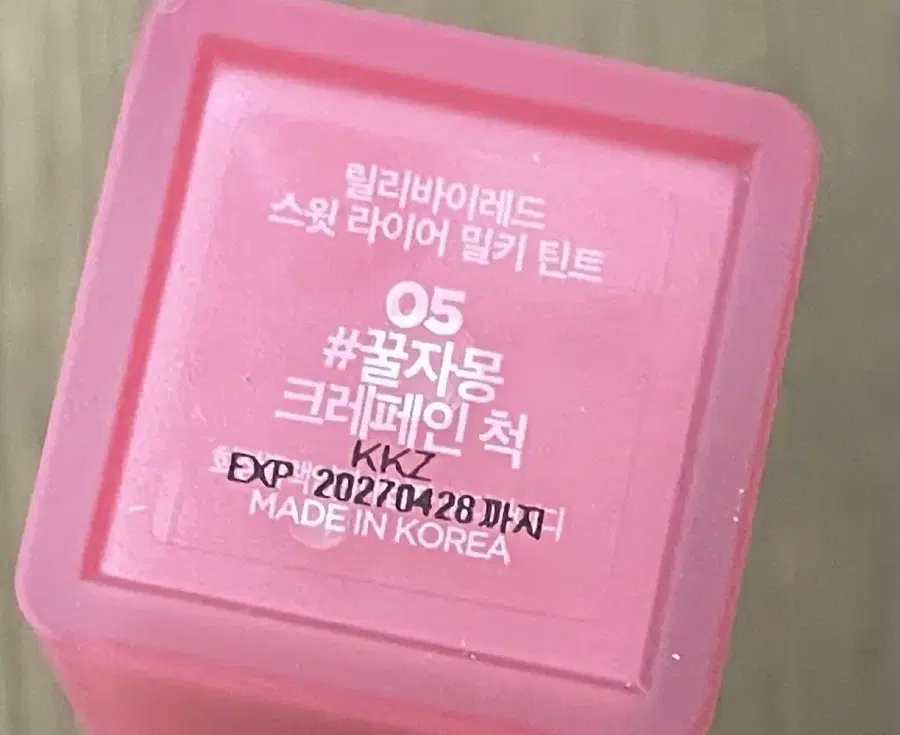 릴리바이레드
스윗 라이어 밀키 틴트
05
#꿀자몽
크레페인 척
KKZ
EXP 20270428 까지
MADE IN KOREA